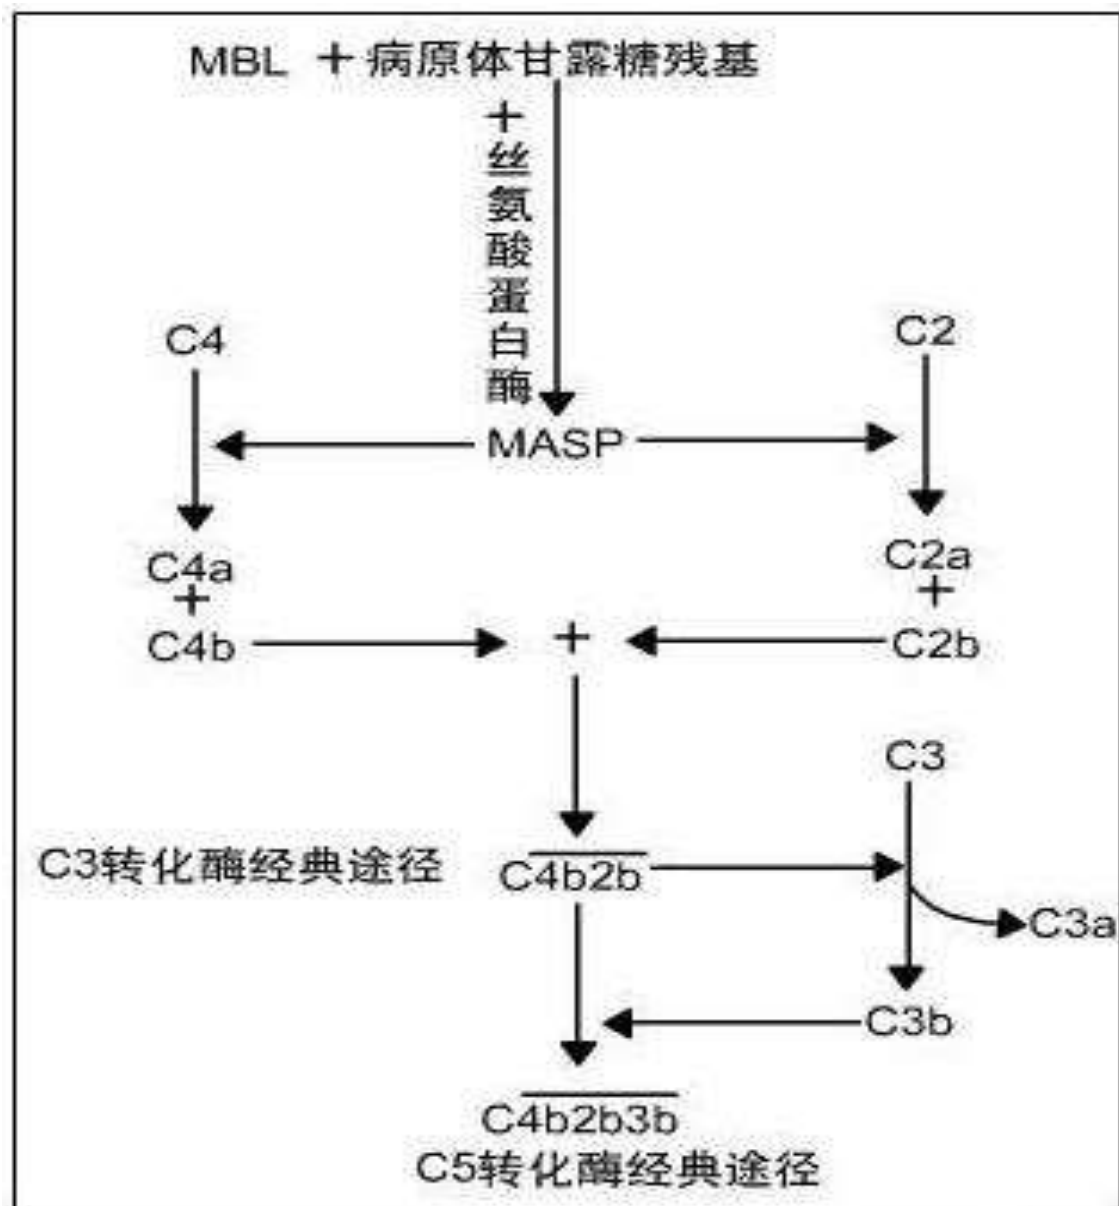 MBL + 病原体甘露糖残基
+丝氨酸蛋白酶
C4
C2
MASP
C4a
+
C4b
+
C2a
+
C2b
C3
C3转化酶经典途径
C4b2b
C3a
C3b
C4b2b3b
C5转化酶经典途径